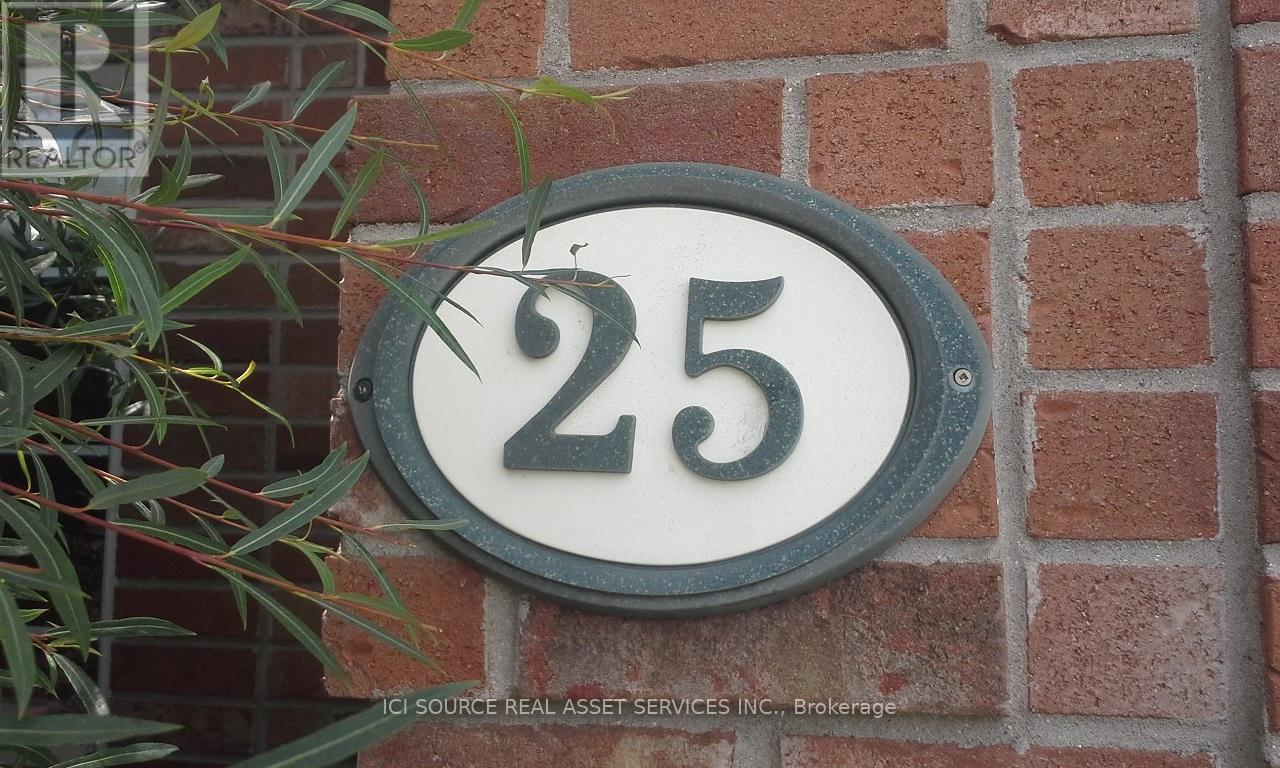 R
REALTOR®
25
ICI SOURCE REAL ASSET SERVICES INC., Brokerage